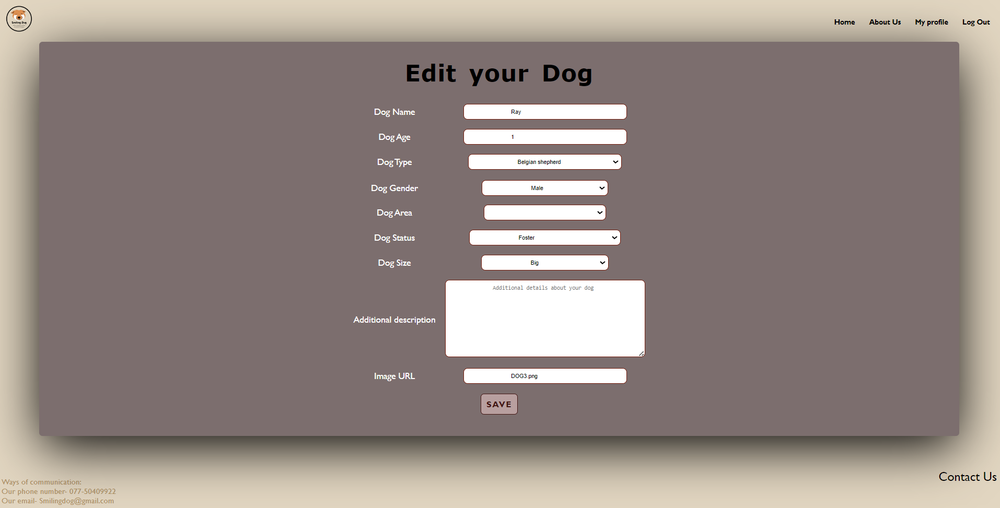 Smiling Dog
Home About Us My profile Log Out
Edit your Dog
Dog Name Ray
Dog Age 1
Dog Type Belgian shepherd
Dog Gender Male
Dog Area
Dog Status Foster
Dog Size Big
Additional details about your dog
Additional description
Image URL DOG3.png
SAVE
Contact Us
Ways of communication:
Our phone number- 077-50409922
Our email- Smilingdog@gmail.com